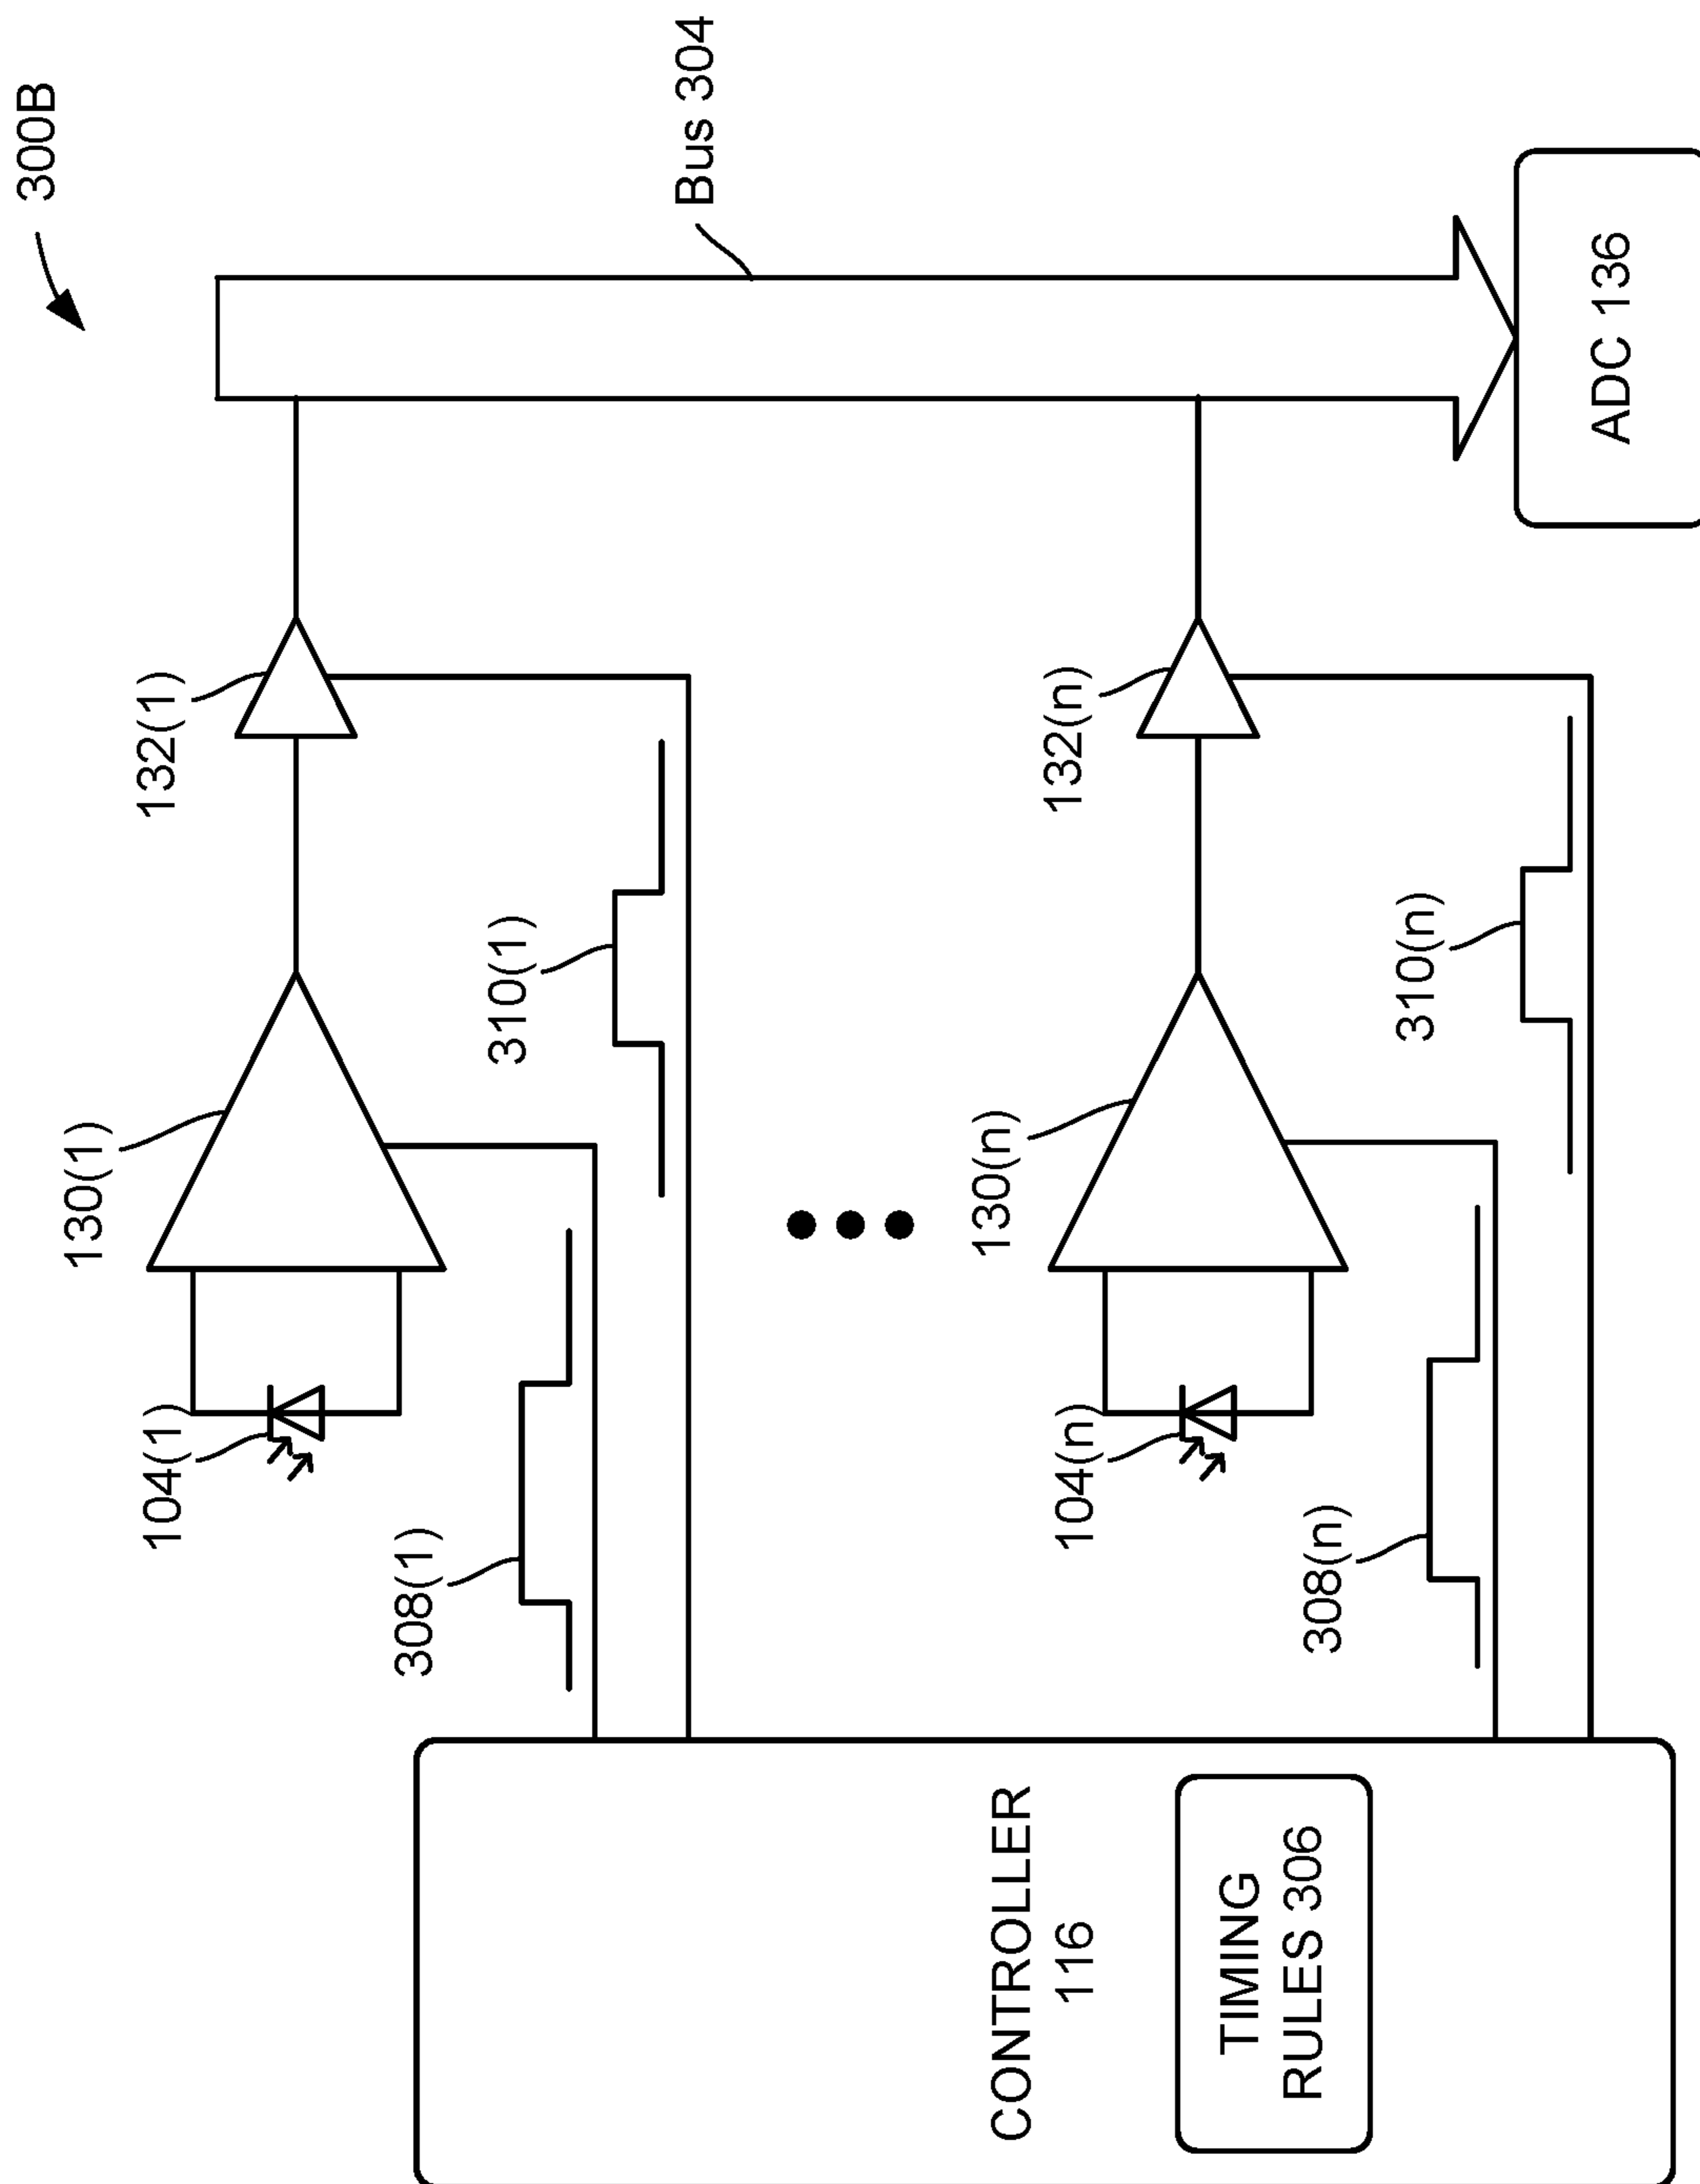 300B
Bus 304
132(1)
130(1)
104(1)
310(1)
308(1)
132(n)
130(n)
104(n)
310(n)
308(n)
CONTROLLER
116
TIMING
RULES 306
ADC 136